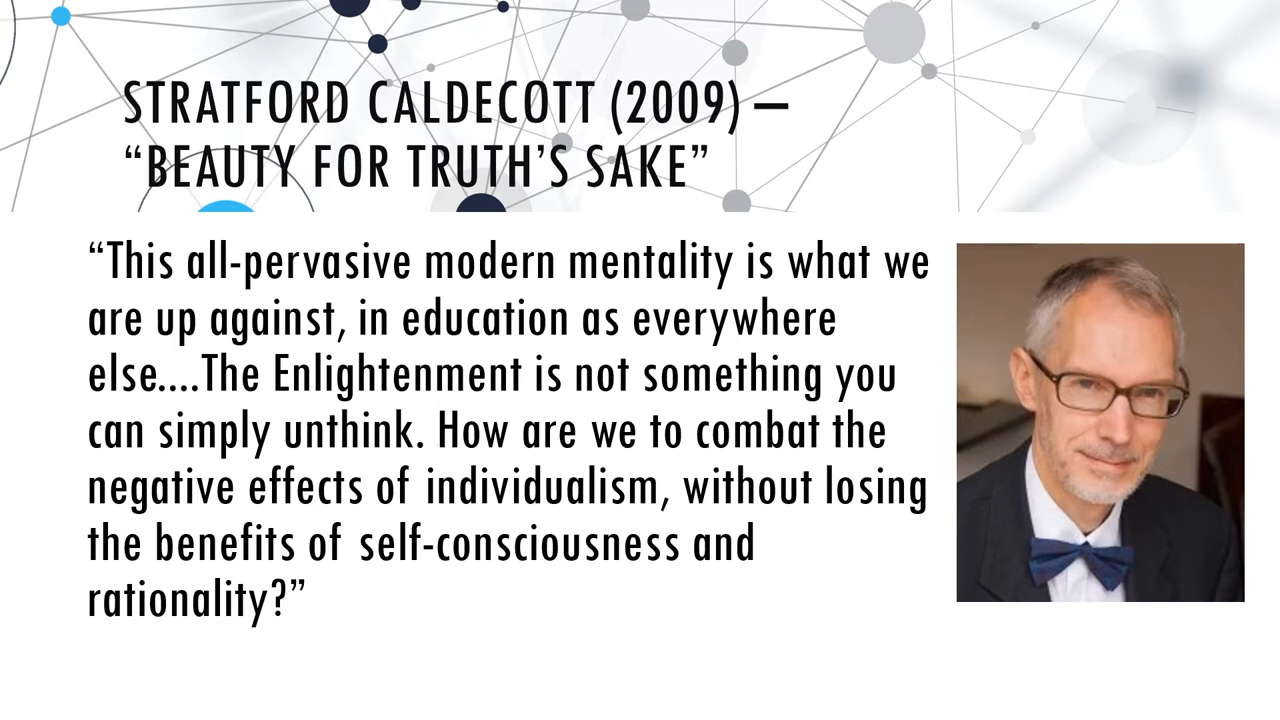 STRATFORD CALDECOTT (2009) –
“BEAUTY FOR TRUTH’S SAKE”
“This all-pervasive modern mentality is what we
are up against, in education as everywhere
else....The Enlightenment is not something you
can simply unthink. How are we to combat the
negative effects of individualism, without losing
the benefits of self-consciousness and
rationality?”